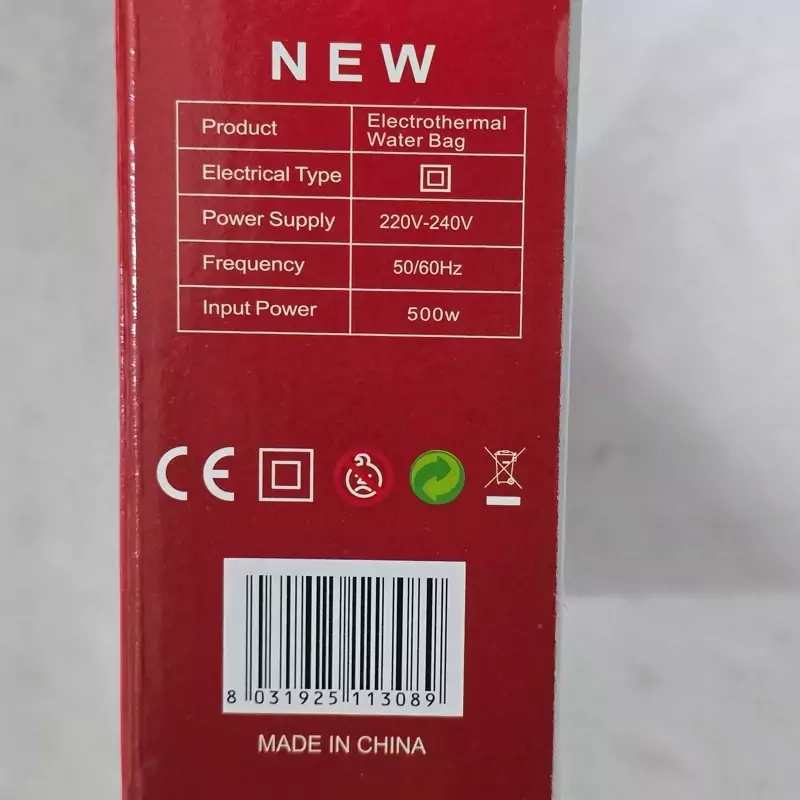 NEW
Product Electrothermal
Water Bag
Electrical Type
Power Supply 220V-240V
Frequency 50/60Hz
Input Power 500w
CE
8 031925 113089
MADE IN CHINA